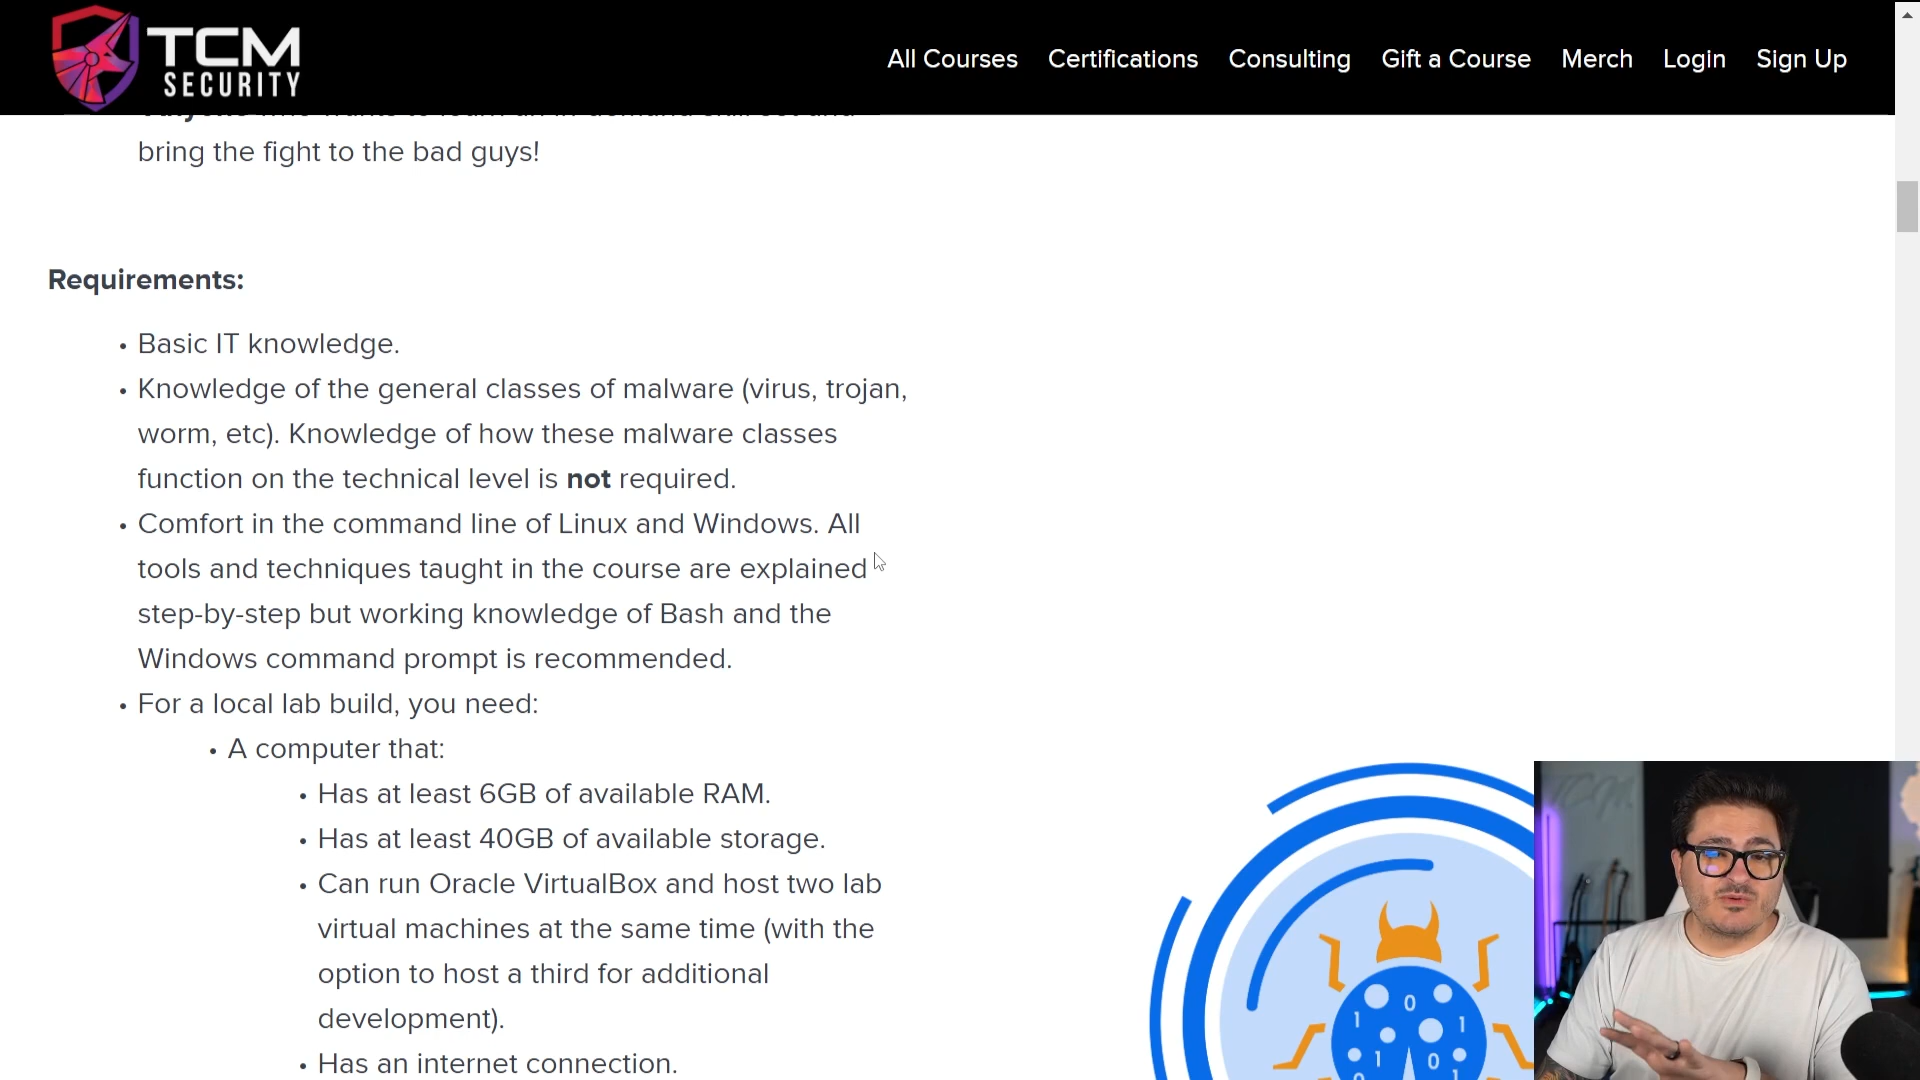 TCM
SECURITY
All Courses Certifications Consulting Gift a Course Merch Login Sign Up
bring the fight to the bad guys!
Requirements:
• Basic IT knowledge.
• Knowledge of the general classes of malware (virus, trojan,
worm, etc). Knowledge of how these malware classes
function on the technical level is not required.
• Comfort in the command line of Linux and Windows. All
tools and techniques taught in the course are explained
step-by-step but working knowledge of Bash and the
Windows command prompt is recommended.
• For a local lab build, you need:
• A computer that:
• Has at least 6GB of available RAM.
• Has at least 40GB of available storage.
• Can run Oracle VirtualBox and host two lab
virtual machines at the same time (with the
option to host a third for additional
development).
• Has an internet connection.
0
1 1
1 0